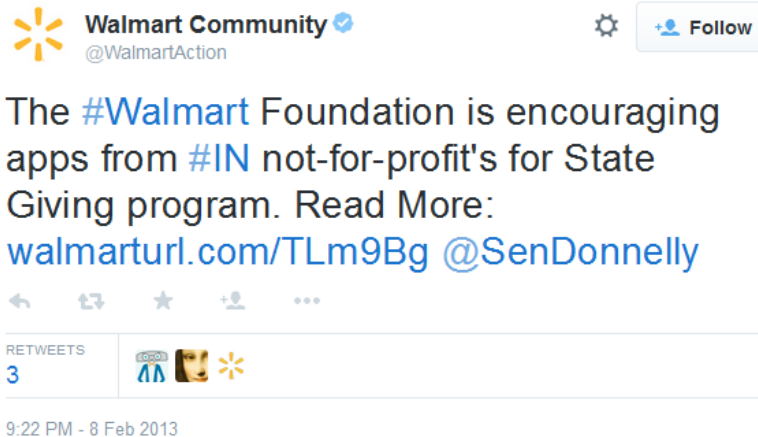 Walmart Community
@WalmartAction
Follow
The #Walmart Foundation is encouraging
apps from #IN not-for-profit's for State
Giving program. Read More:
walmarturl.com/TLm9Bg @SenDonnelly
RETWEETS
3
9:22 PM - 8 Feb 2013